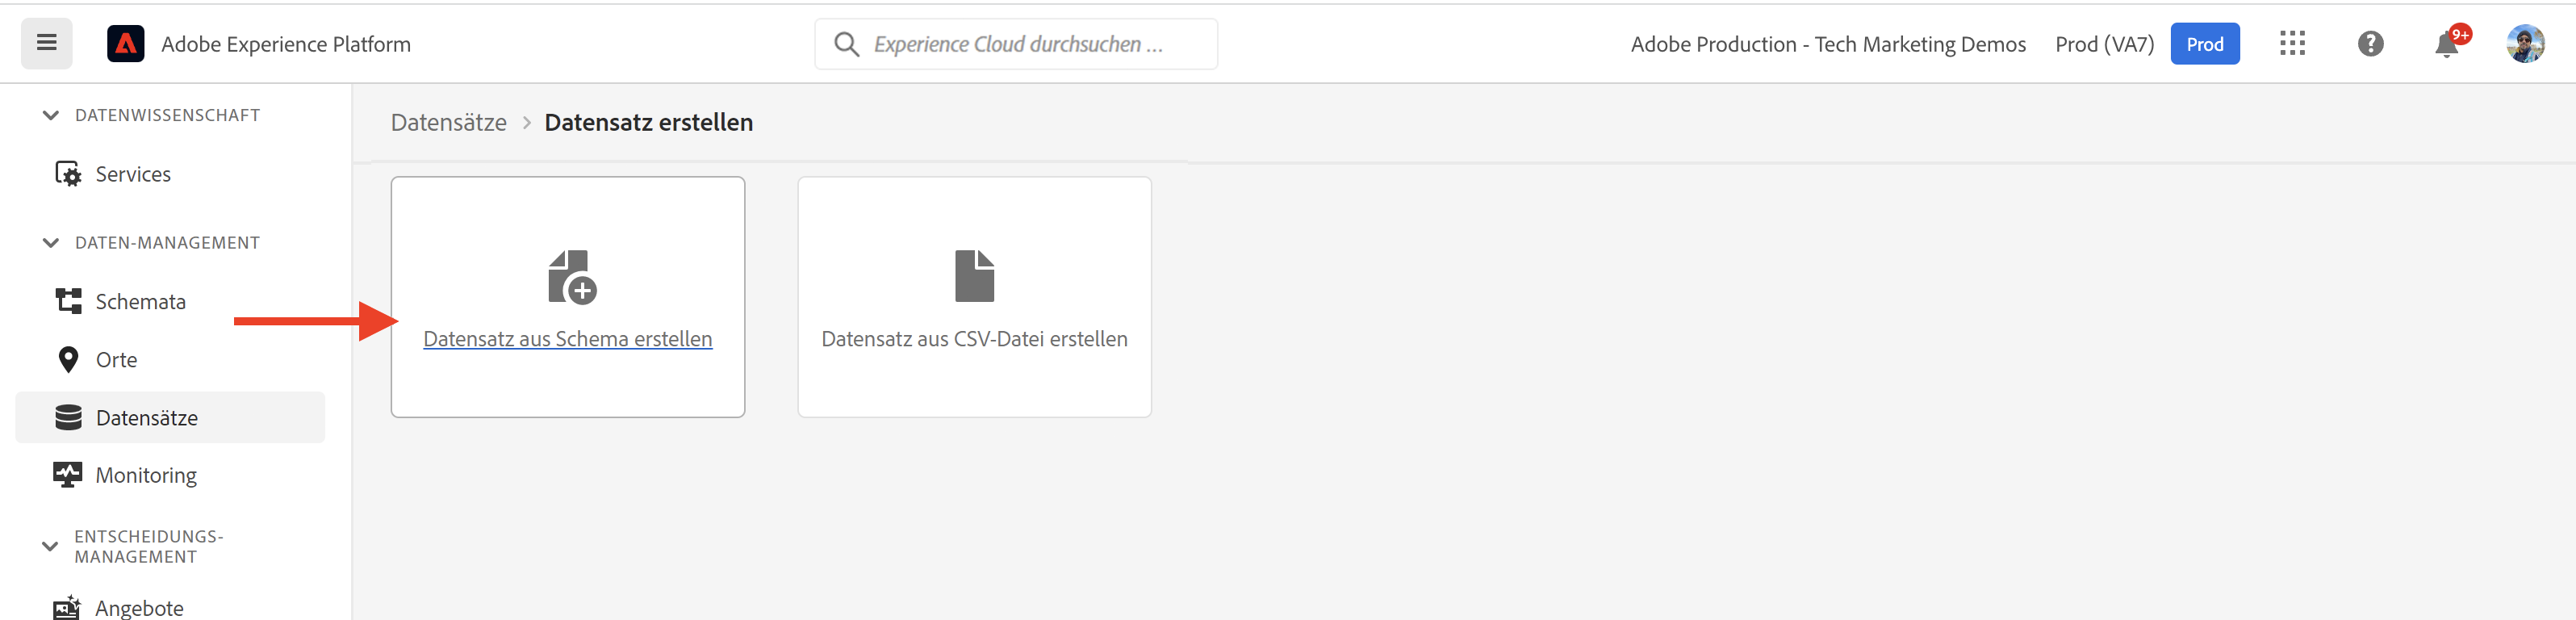 Adobe Experience Platform
Experience Cloud durchsuchen ...
Adobe Production - Tech Marketing Demos
Prod (VA7)
Prod
9+
DATENWISSENSCHAFT
Services
DATEN-MANAGEMENT
Schemata
Orte
Datensätze
Monitoring
ENTSCHEIDUNGS-
MANAGEMENT
Angebote
Datensätze > Datensatz erstellen
Datensatz aus Schema erstellen
Datensatz aus CSV-Datei erstellen